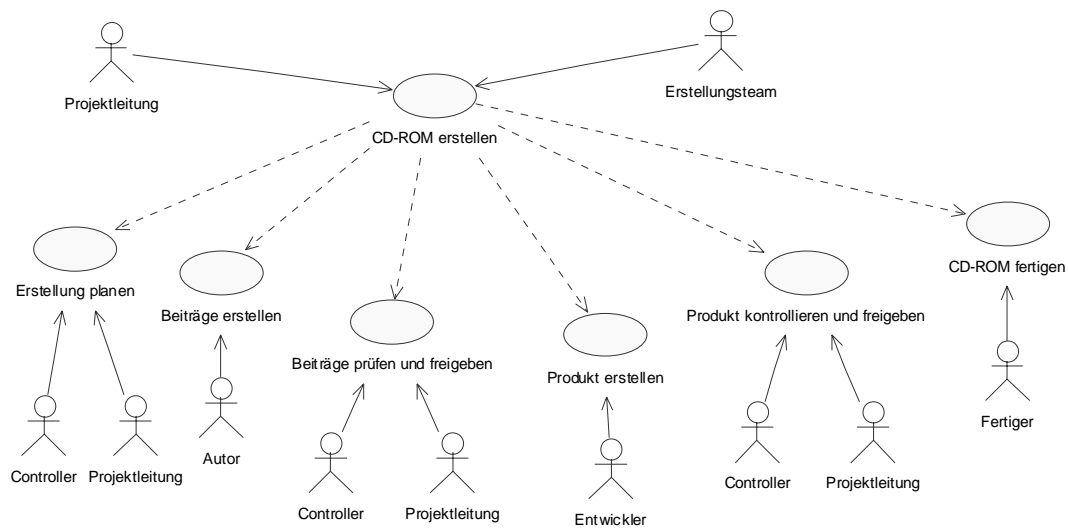 Projektleitung
Erstellungsteam
CD-ROM erstellen
Erstellung planen
Beiträge erstellen
Beiträge prüfen und freigeben
Produkt erstellen
Produkt kontrollieren und freigeben
CD-ROM fertigen
Controller
Projektleitung
Autor
Controller
Projektleitung
Entwickler
Controller
Projektleitung
Fertiger